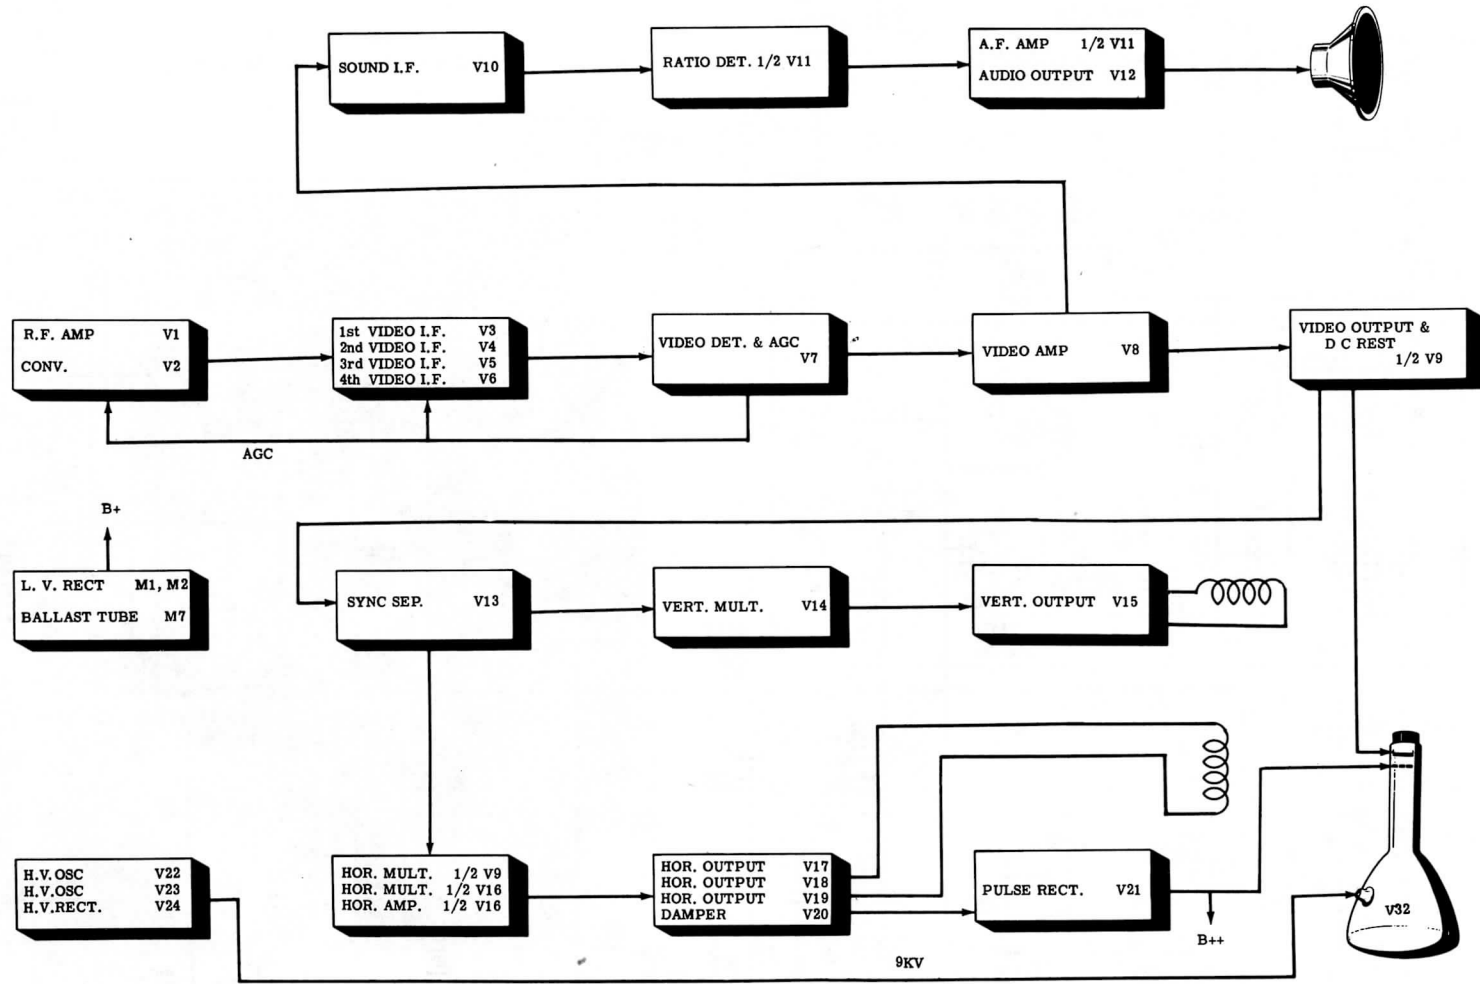 SOUND I.F. V10
RATIO DET. 1/2 V11
A.F. AMP 1/2 V11
AUDIO OUTPUT V12
R.F. AMP V1
CONV. V2
1st VIDEO I.F. V3
2nd VIDEO I.F. V4
3rd VIDEO I.F. V5
4th VIDEO I.F. V6
VIDEO DET. & AGC
V7
VIDEO AMP V8
VIDEO OUTPUT &
D C REST
1/2 V9
AGC
B+
L. V. RECT M1, M2
BALLAST TUBE M7
SYNC SEP. V13
VERT. MULT. V14
VERT. OUTPUT V15
H.V. OSC V22
H.V. OSC V23
H.V. RECT. V24
HOR. MULT. 1/2 V9
HOR. MULT. 1/2 V16
HOR. AMP. 1/2 V16
HOR. OUTPUT V17
HOR. OUTPUT V18
HOR. OUTPUT V19
DAMPER V20
PULSE RECT. V21
B++
V32
9KV